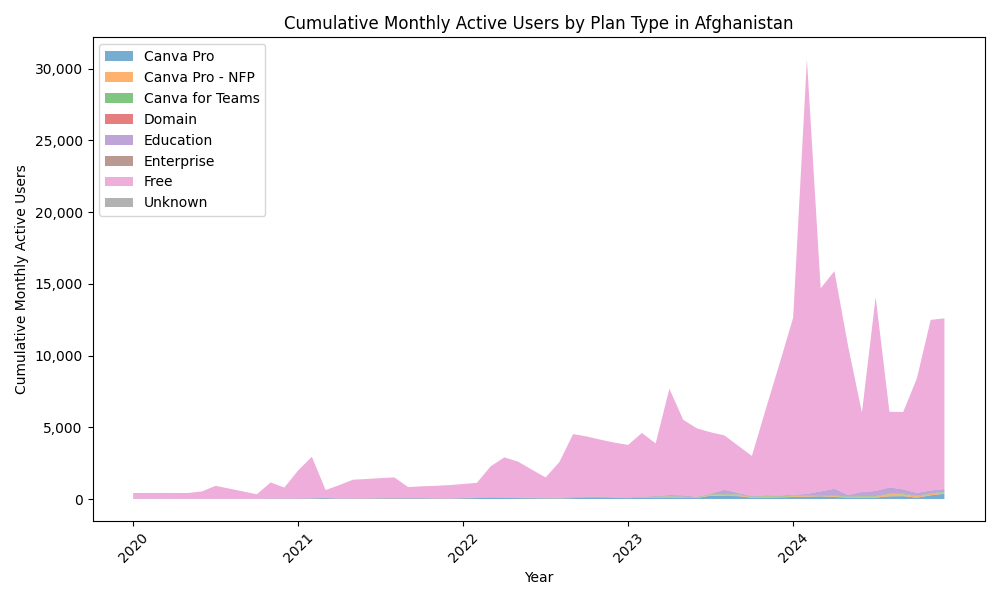 Cumulative Monthly Active Users by Plan Type in Afghanistan
Canva Pro
Canva Pro - NFP
Canva for Teams
Domain
Education
Enterprise
Free
Unknown
30,000
25,000
20,000
15,000
10,000
5,000
0
Cumulative Monthly Active Users
2020
2021
2022
2023
2024
Year